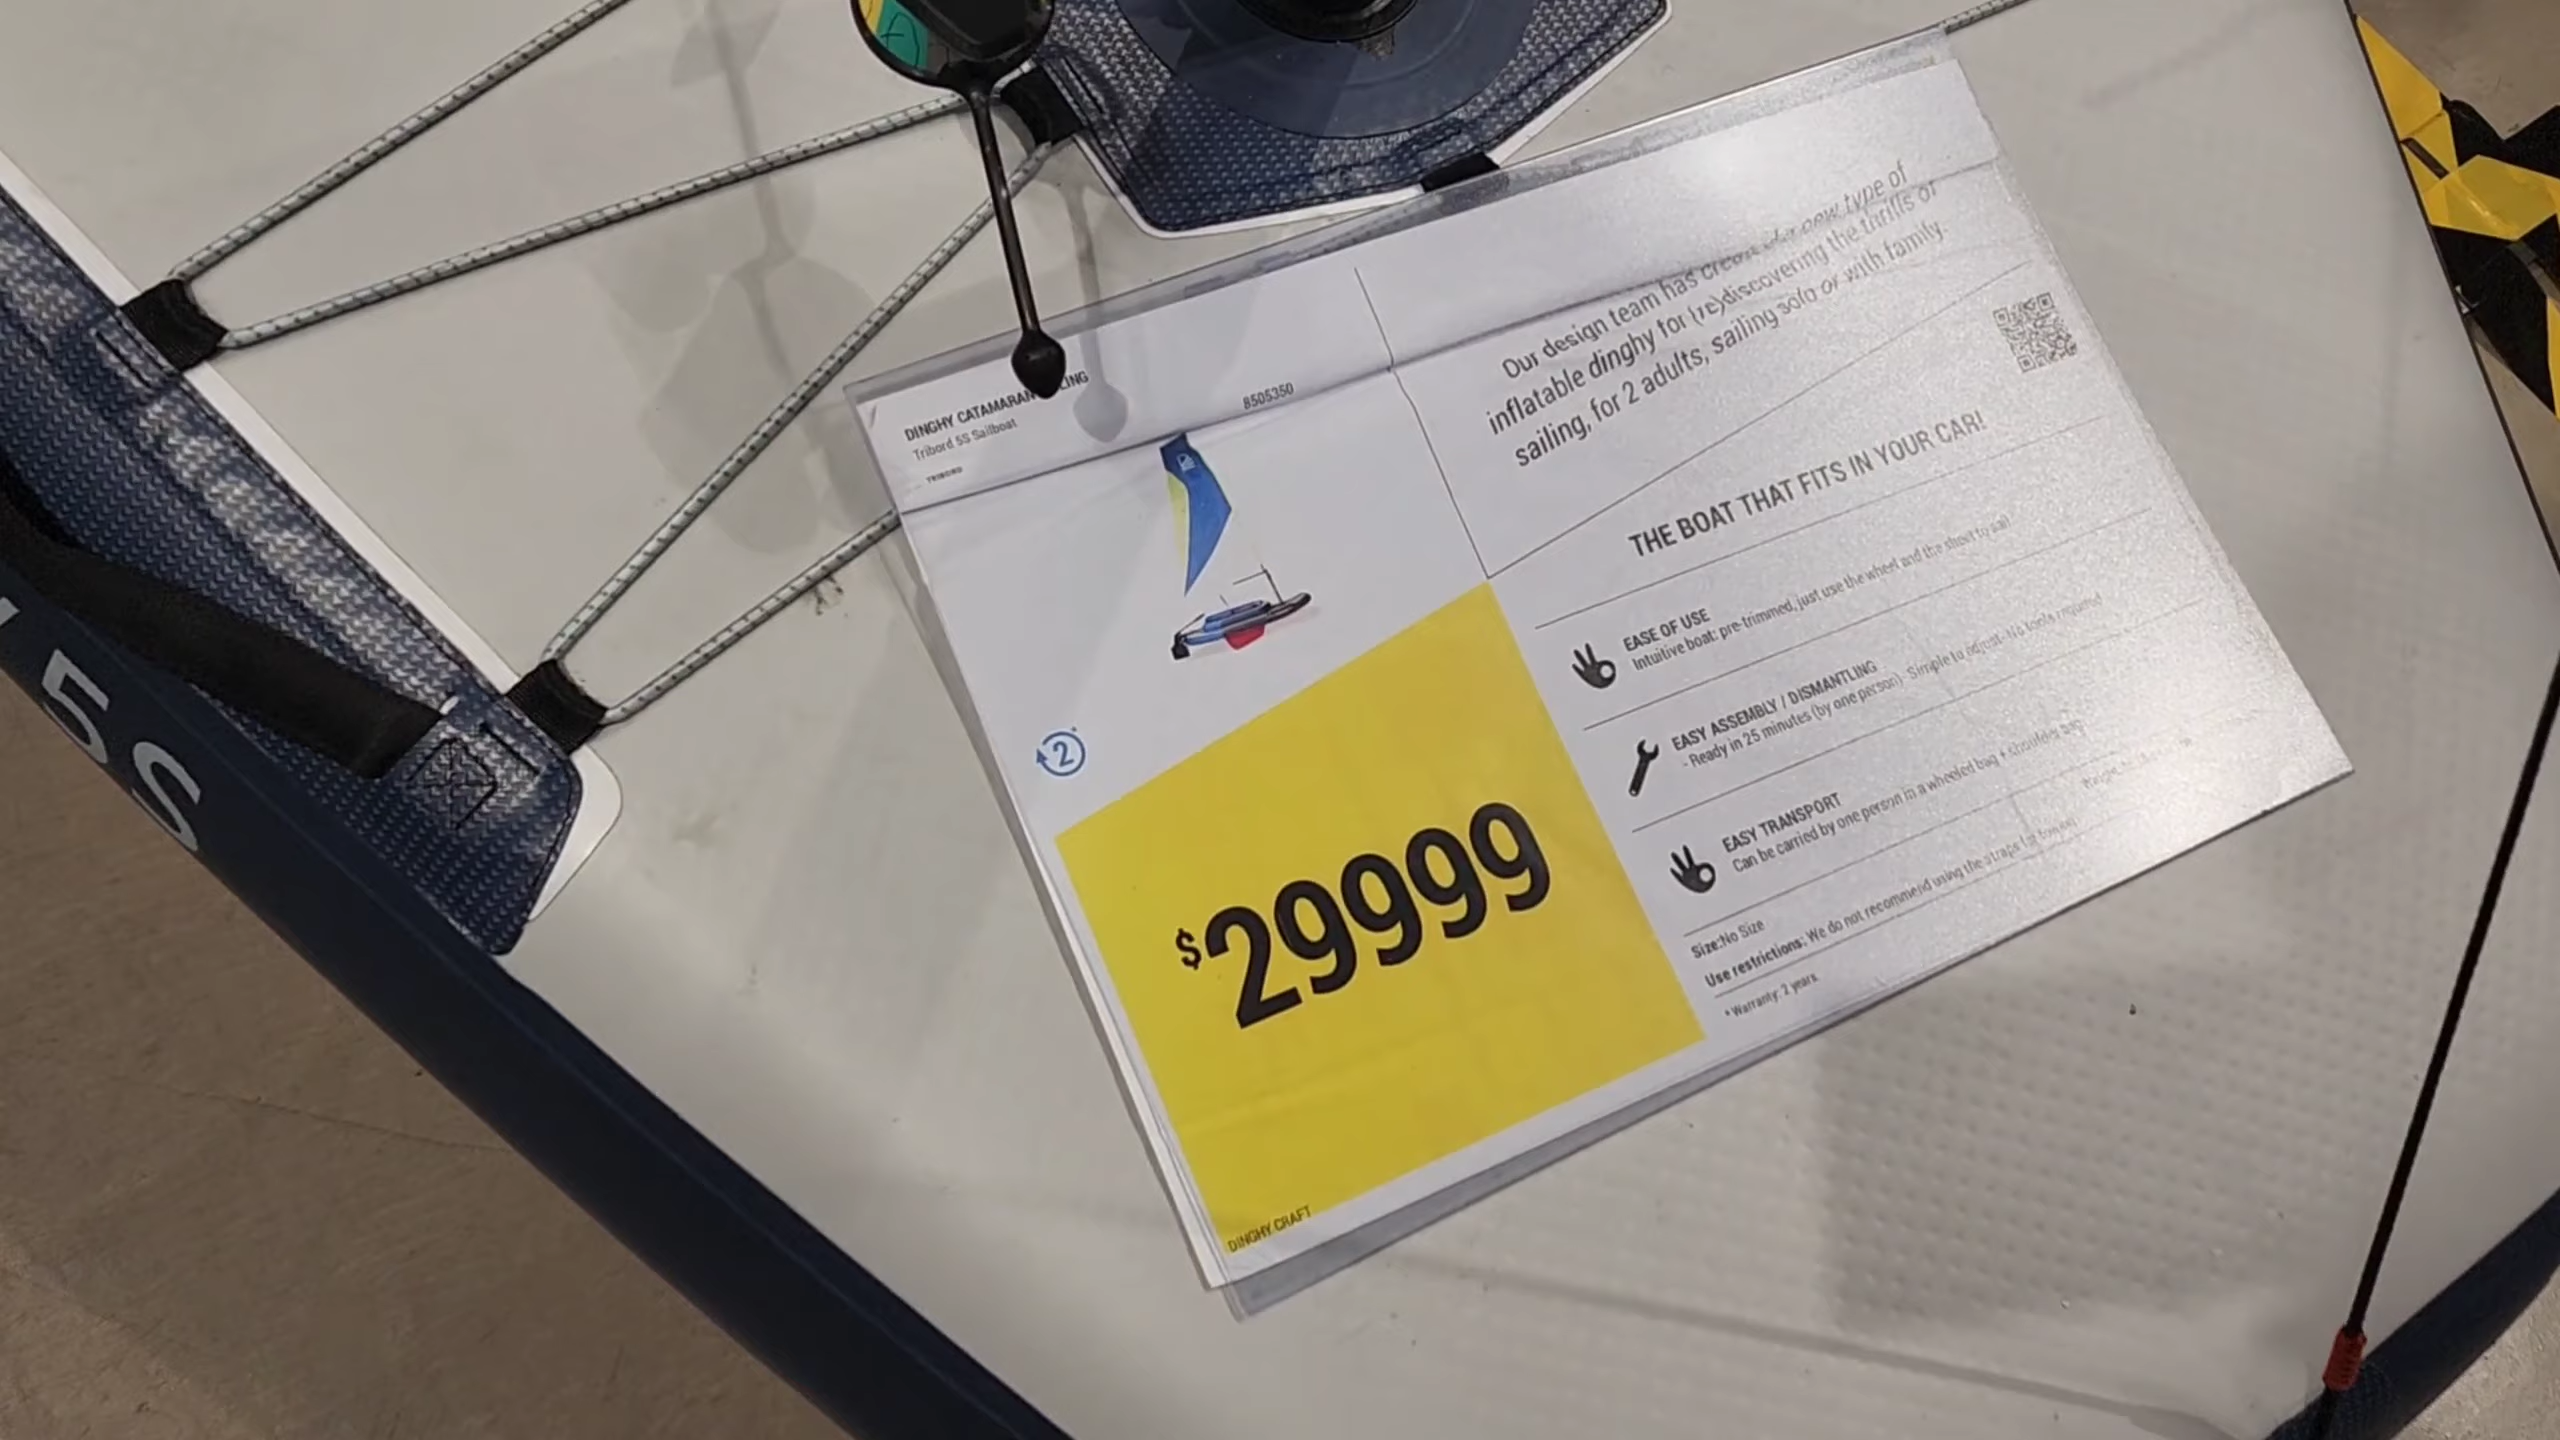 5S
DINGHY CATAMARAN
8505350
Tribord 5S Sailboat
TRIBORD
2
$29999
DINGHY CRAFT
Our design team has created a new type of
inflatable dinghy for (re)discovering the thrills of
sailing, for 2 adults, sailing solo or with family.
THE BOAT THAT FITS IN YOUR CAR!
EASE OF USE
Intuitive boat: pre-trimmed, just use the wheel and the sheet to sail
EASY ASSEMBLY / DISMANTLING
- Ready in 25 minutes (by one person) Simple to adjust- No tools required
EASY TRANSPORT
Can be carried by one person in a wheeled bag + shoulder bag
Size:No Size
Use restrictions: We do not recommend using the straps for towing
* Warranty: 2 years.